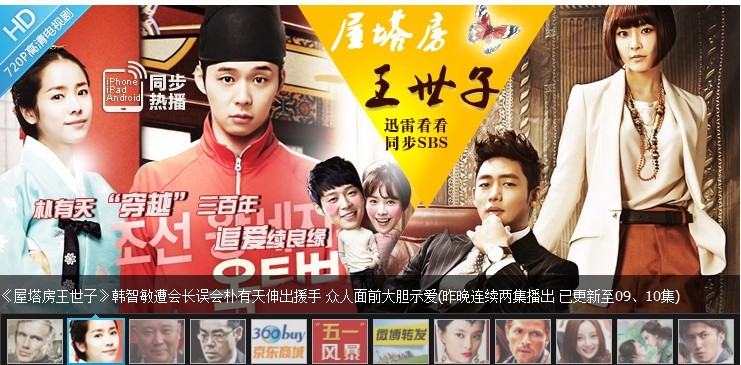 HD
720P高清电视剧
iPhone
iPad
Android
同步
热播
屋塔房
王世子
迅雷看看
同步SBS
朴有天“穿越”三百年
追爱续良缘
조선
《屋塔房王世子》韩智敏遭会长误会朴有天伸出援手 众人面前大胆示爱(昨晚连续两集播出 已更新至09、10集)
360buy
京东商城
“五一”
风暴
微博转发